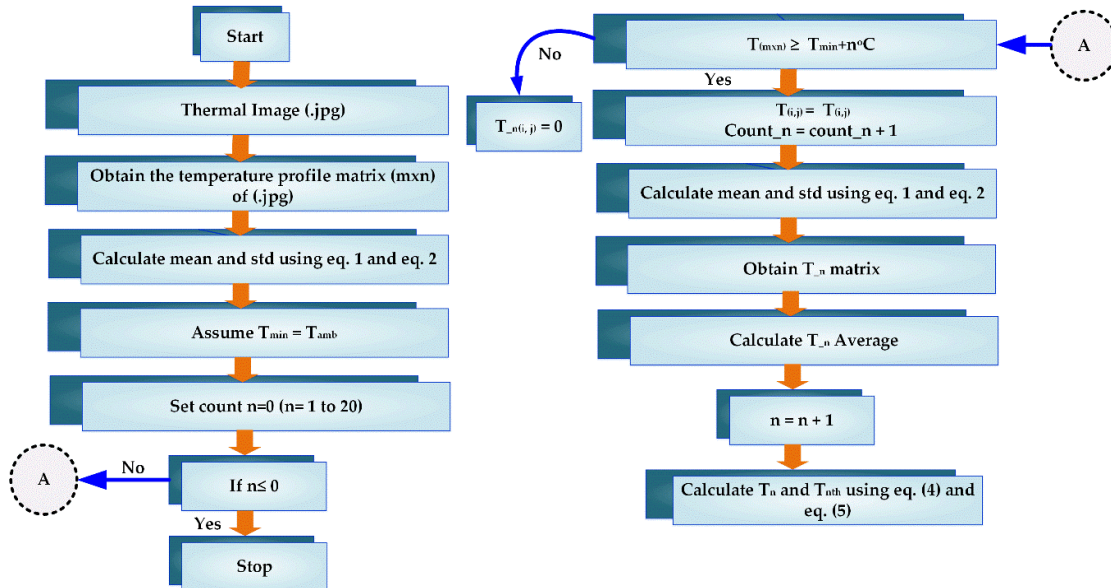 Start
Thermal Image (.jpg)
Obtain the temperature profile matrix (mxn)
of (.jpg)
Calculate mean and std using eq. 1 and eq. 2
Assume Tmin = Tamb
Set count n=0 (n= 1 to 20)
A
No
If n≤ 0
Yes
Stop
T(mxn) ≥ Tmin+nºC
A
No
Yes
T_n(i, j) = 0
T(i,j) = T(i,j)
Count_n = count_n + 1
Calculate mean and std using eq. 1 and eq. 2
Obtain T_n matrix
Calculate T_n Average
n = n + 1
Calculate Tn and Tnth using eq. (4) and
eq. (5)